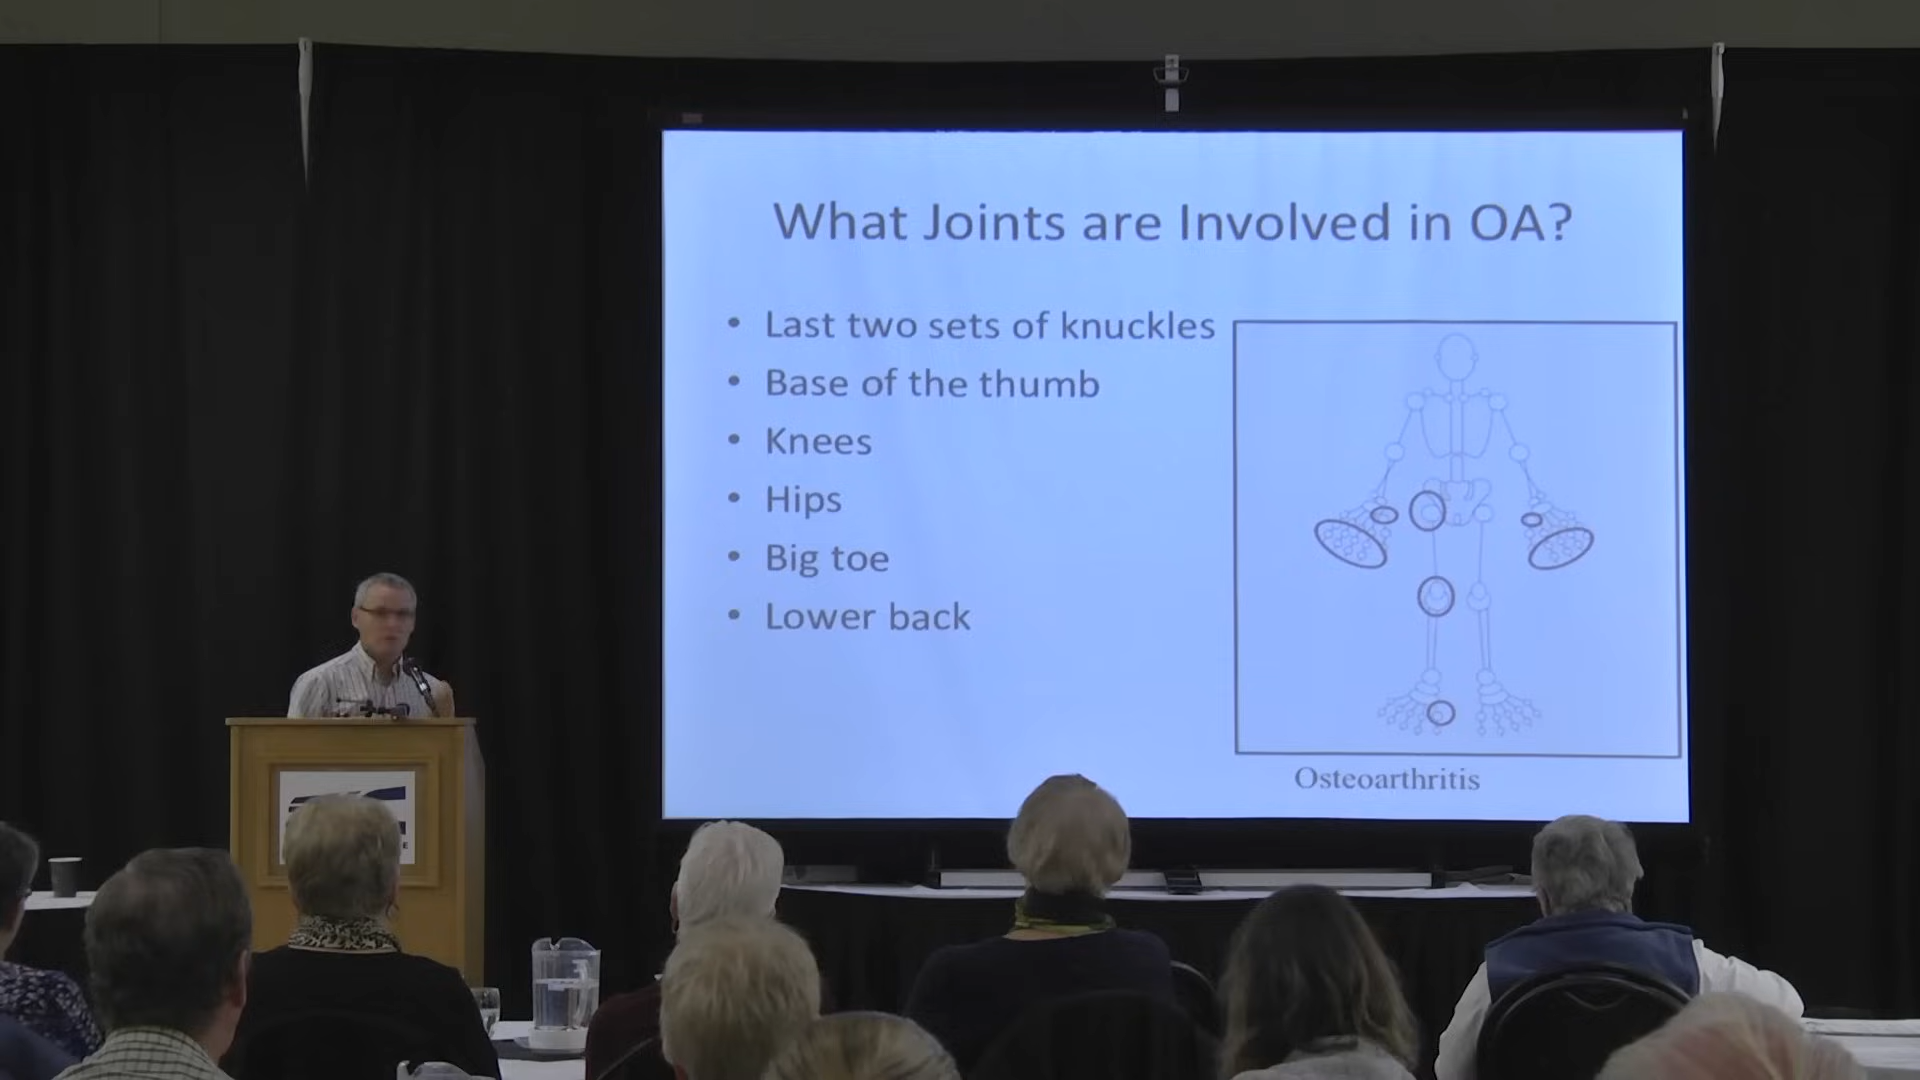 What Joints are Involved in OA?
• Last two sets of knuckles
• Base of the thumb
• Knees
• Hips
• Big toe
• Lower back
Osteoarthritis